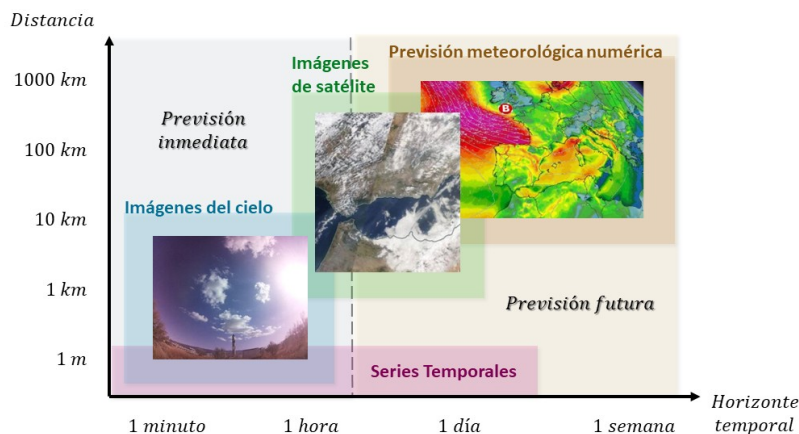 Distancia
1000 km
100 km
10 km
1 km
1 m
Previsión
inmediata
Imágenes
de satélite
Previsión meteorológica numérica
B
Imágenes del cielo
Previsión futura
Series Temporales
1 minuto
1 hora
1 día
1 semana
Horizonte
temporal